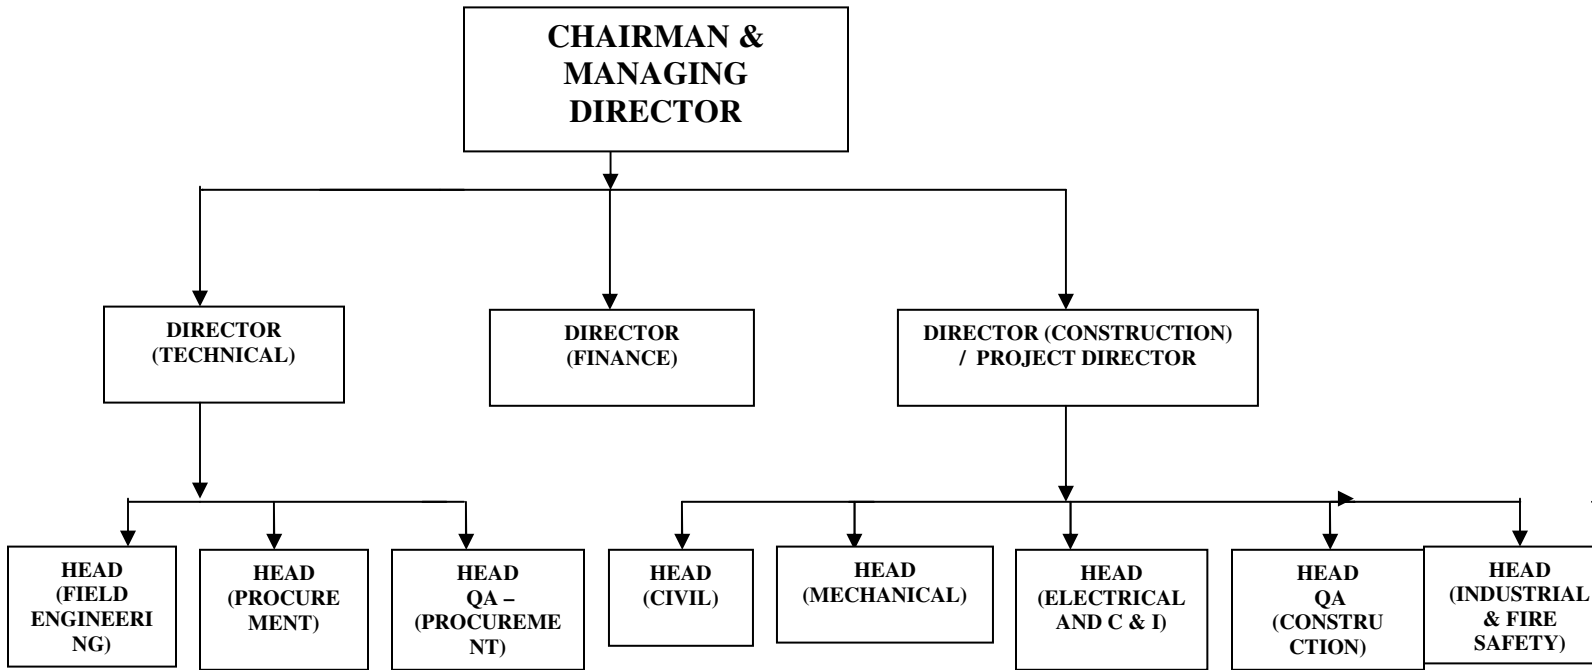 CHAIRMAN &
MANAGING
DIRECTOR
DIRECTOR
(TECHNICAL)
DIRECTOR
(FINANCE)
DIRECTOR (CONSTRUCTION)
/ PROJECT DIRECTOR
HEAD
(FIELD
ENGINEERI
NG)
HEAD
(PROCURE
MENT)
HEAD
QA –
(PROCUREME
NT)
HEAD
(CIVIL)
HEAD
(MECHANICAL)
HEAD
(ELECTRICAL
AND C & I)
HEAD
QA
(CONSTRU
CTION)
HEAD
(INDUSTRIAL
& FIRE
SAFETY)